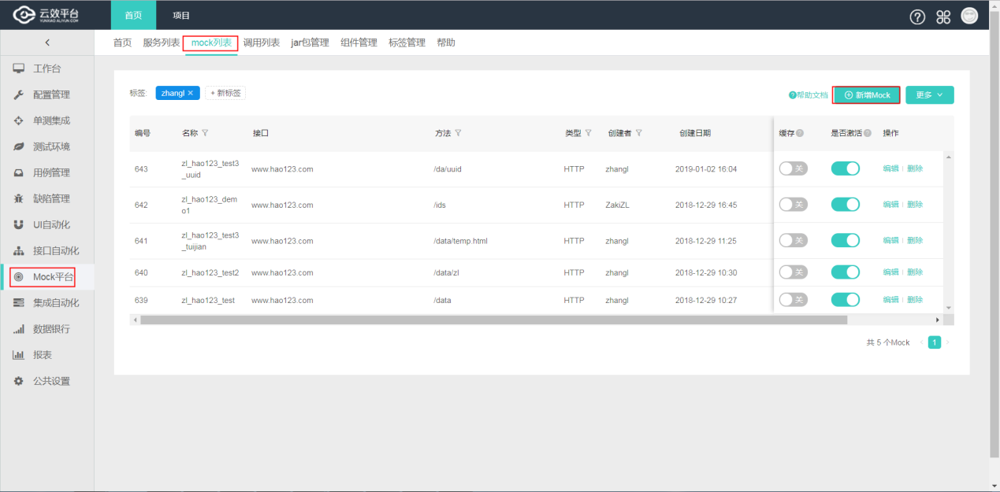 云效平台
YUNXIAO.ALIYUN.COM
首页 项目
首页 服务列表 mock列表 调用列表 jar包管理 组件管理 标签管理 帮助
工作台
配置管理
单测集成
测试环境
用例管理
缺陷管理
UI自动化
接口自动化
Mock平台
集成自动化
数据银行
报表
公共设置
标签: zhangl × + 新标签 帮助文档 新增Mock 更多
编号 名称 接口 方法 类型 创建者 创建日期 缓存 是否激活 操作
643 zl_hao123_test3_uuid www.hao123.com /da/uuid HTTP zhangl 2019-01-02 16:04 关 编辑 删除
642 zl_hao123_demo1 www.hao123.com /ids HTTP ZakiZL 2018-12-29 16:45 关 编辑 删除
641 zl_hao123_test3_tuijian www.hao123.com /data/temp.html HTTP zhangl 2018-12-29 11:25 关 编辑 删除
640 zl_hao123_test2 www.hao123.com /data/zl HTTP zhangl 2018-12-29 10:30 关 编辑 删除
639 zl_hao123_test www.hao123.com /data HTTP zhangl 2018-12-29 10:27 关 编辑 删除
共 5 个Mock 1